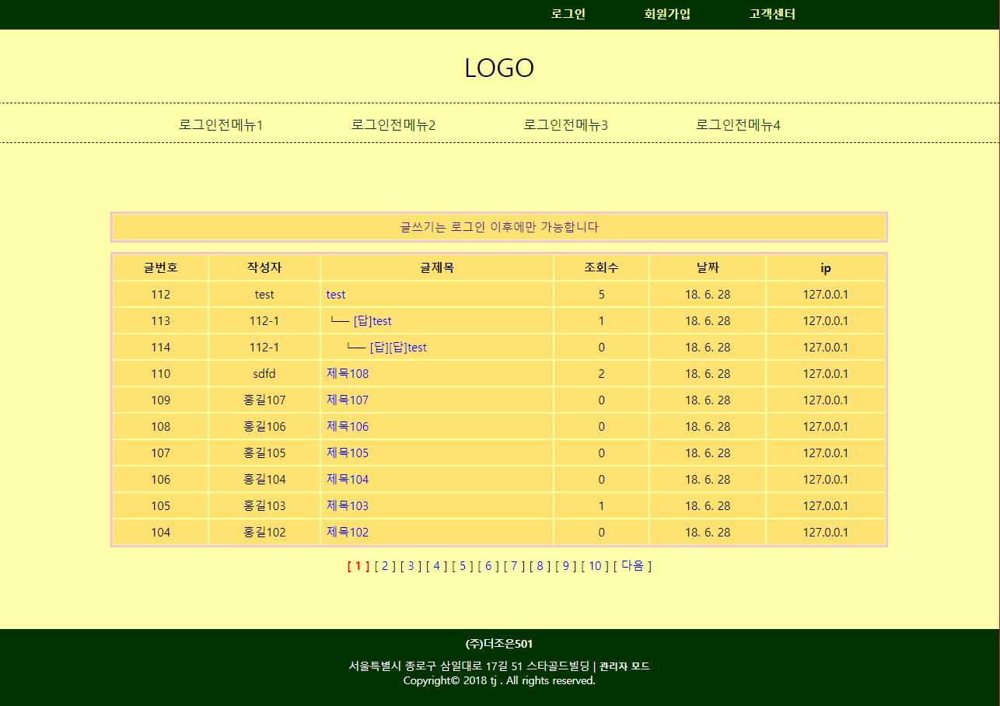 로그인 회원가입 고객센터
LOGO
로그인전메뉴1 로그인전메뉴2 로그인전메뉴3 로그인전메뉴4
글쓰기는 로그인 이후에만 가능합니다
글번호 작성자 글제목 조회수 날짜 ip
112 test test 5 18. 6. 28 127.0.0.1
113 112-1 └─ [답]test 1 18. 6. 28 127.0.0.1
114 112-1 └─ [답][답]test 0 18. 6. 28 127.0.0.1
110 sdfd 제목108 2 18. 6. 28 127.0.0.1
109 홍길107 제목107 0 18. 6. 28 127.0.0.1
108 홍길106 제목106 0 18. 6. 28 127.0.0.1
107 홍길105 제목105 0 18. 6. 28 127.0.0.1
106 홍길104 제목104 0 18. 6. 28 127.0.0.1
105 홍길103 제목103 1 18. 6. 28 127.0.0.1
104 홍길102 제목102 0 18. 6. 28 127.0.0.1
[ 1 ] [ 2 ] [ 3 ] [ 4 ] [ 5 ] [ 6 ] [ 7 ] [ 8 ] [ 9 ] [ 10 ] [ 다음 ]
(주)더조은501
서울특별시 종로구 삼일대로 17길 51 스타골드빌딩 | 관리자 모드
Copyright© 2018 tj . All rights reserved.